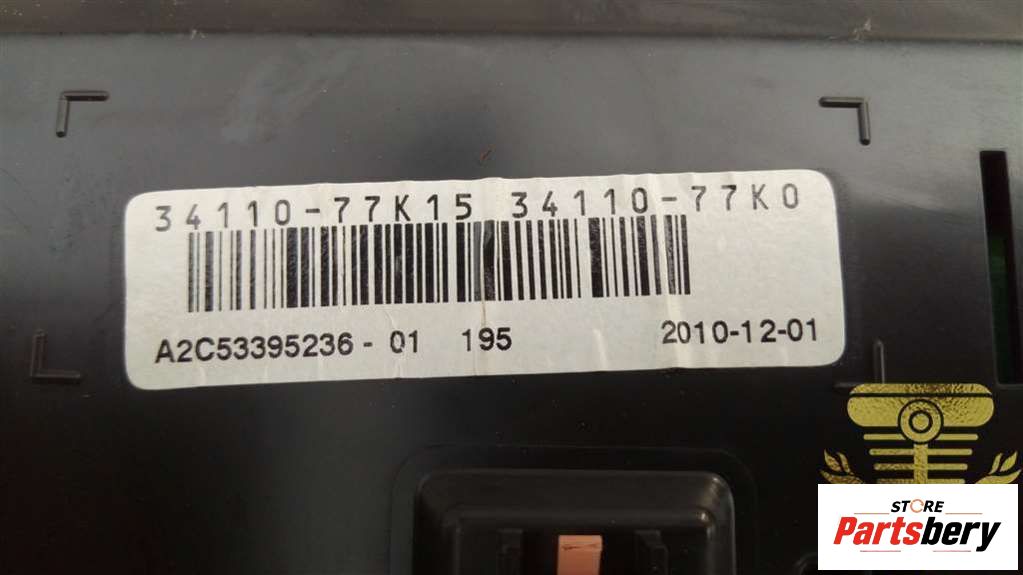 34110-77K15 34110-77K0
A2C53395236 - 01 195 2010-12-01
STORE
Partsbery